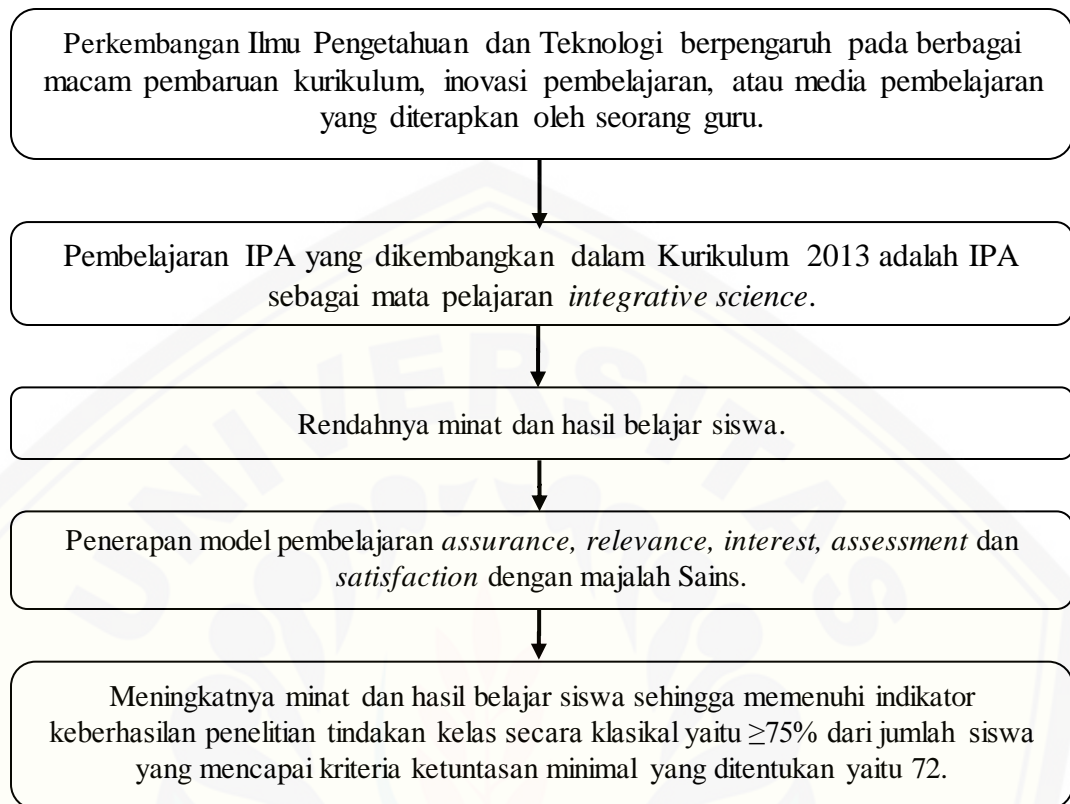 Perkembangan Ilmu Pengetahuan dan Teknologi berpengaruh pada berbagai
macam pembaruan kurikulum, inovasi pembelajaran, atau media pembelajaran
yang diterapkan oleh seorang guru.
Pembelajaran IPA yang dikembangkan dalam Kurikulum 2013 adalah IPA
sebagai mata pelajaran integrative science.
Rendahnya minat dan hasil belajar siswa.
Penerapan model pembelajaran assurance, relevance, interest, assessment dan
satisfaction dengan majalah Sains.
Meningkatnya minat dan hasil belajar siswa sehingga memenuhi indikator
keberhasilan penelitian tindakan kelas secara klasikal yaitu ≥75% dari jumlah siswa
yang mencapai kriteria ketuntasan minimal yang ditentukan yaitu 72.
UNIVERSITAS